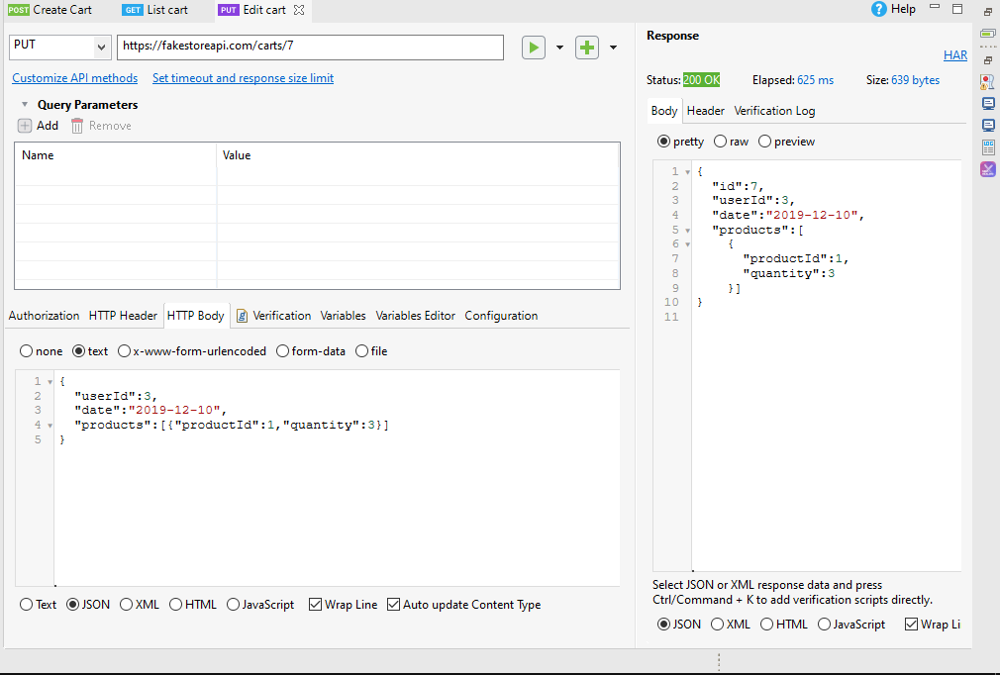 POST Create Cart GET List cart PUT Edit cart
Help
PUT https://fakestoreapi.com/carts/7
Customize API methods Set timeout and response size limit
Query Parameters
Add Remove
Name Value
Authorization HTTP Header HTTP Body Verification Variables Variables Editor Configuration
none text x-www-form-urlencoded form-data file
1 {
2 "userId":3,
3 "date":"2019-12-10",
4 "products":[{"productId":1,"quantity":3}]
5 }
Text JSON XML HTML JavaScript Wrap Line Auto update Content Type
Response
HAR
Status: 200 OK Elapsed: 625 ms Size: 639 bytes
Body Header Verification Log
pretty raw preview
1 {
2 "id":7,
3 "userId":3,
4 "date":"2019-12-10",
5 "products":[
6 {
7 "productId":1,
8 "quantity":3
9 }]
10 }
11
Select JSON or XML response data and press
Ctrl/Command + K to add verification scripts directly.
JSON XML HTML JavaScript Wrap Li